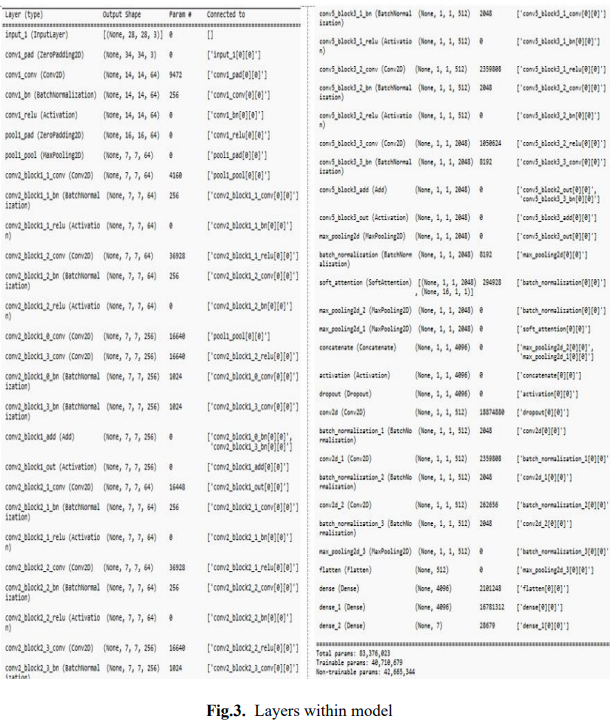 Layer (type) Output Shape Param # Connected to
input_1 (InputLayer) [(None, 28, 28, 3)] 0 []
conv1_pad (ZeroPadding2D) (None, 34, 34, 3) 0 ['input_1[0][0]']
conv1_conv (Conv2D) (None, 14, 14, 64) 9472 ['conv1_pad[0][0]']
conv1_bn (BatchNormalization) (None, 14, 14, 64) 256 ['conv1_conv[0][0]']
conv1_relu (Activation) (None, 14, 14, 64) 0 ['conv1_bn[0][0]']
pool1_pad (ZeroPadding2D) (None, 16, 16, 64) 0 ['conv1_relu[0][0]']
pool1_pool (MaxPooling2D) (None, 7, 7, 64) 0 ['pool1_pad[0][0]']
conv2_block1_1_conv (Conv2D) (None, 7, 7, 64) 4160 ['pool1_pool[0][0]']
conv2_block1_1_bn (BatchNormal (None, 7, 7, 64) 256 ['conv2_block1_1_conv[0][0]']
ization)
conv2_block1_1_relu (Activatio (None, 7, 7, 64) 0 ['conv2_block1_1_bn[0][0]']
n)
conv2_block1_2_conv (Conv2D) (None, 7, 7, 64) 36928 ['conv2_block1_1_relu[0][0]']
conv2_block1_2_bn (BatchNormal (None, 7, 7, 64) 256 ['conv2_block1_2_conv[0][0]']
ization)
conv2_block1_2_relu (Activatio (None, 7, 7, 64) 0 ['conv2_block1_2_bn[0][0]']
n)
conv2_block1_0_conv (Conv2D) (None, 7, 7, 256) 16640 ['pool1_pool[0][0]']
conv2_block1_3_conv (Conv2D) (None, 7, 7, 256) 16640 ['conv2_block1_2_relu[0][0]']
conv2_block1_0_bn (BatchNormal (None, 7, 7, 256) 1024 ['conv2_block1_0_conv[0][0]']
ization)
conv2_block1_3_bn (BatchNormal (None, 7, 7, 256) 1024 ['conv2_block1_3_conv[0][0]']
ization)
conv2_block1_add (Add) (None, 7, 7, 256) 0 ['conv2_block1_0_bn[0][0]',
'conv2_block1_3_bn[0][0]']
conv2_block1_out (Activation) (None, 7, 7, 256) 0 ['conv2_block1_add[0][0]']
conv2_block2_1_conv (Conv2D) (None, 7, 7, 64) 16448 ['conv2_block1_out[0][0]']
conv2_block2_1_bn (BatchNormal (None, 7, 7, 64) 256 ['conv2_block2_1_conv[0][0]']
ization)
conv2_block2_1_relu (Activatio (None, 7, 7, 64) 0 ['conv2_block2_1_bn[0][0]']
n)
conv2_block2_2_conv (Conv2D) (None, 7, 7, 64) 36928 ['conv2_block2_1_relu[0][0]']
conv2_block2_2_bn (BatchNormal (None, 7, 7, 64) 256 ['conv2_block2_2_conv[0][0]']
ization)
conv2_block2_2_relu (Activatio (None, 7, 7, 64) 0 ['conv2_block2_2_bn[0][0]']
n)
conv2_block2_3_conv (Conv2D) (None, 7, 7, 256) 16640 ['conv2_block2_2_relu[0][0]']
conv2_block2_3_bn (BatchNormal (None, 7, 7, 256) 1024 ['conv2_block2_3_conv[0][0]']
ization)
conv5_block3_1_bn (BatchNormal (None, 1, 1, 512) 2048 ['conv5_block3_1_conv[0][0]']
ization)
conv5_block3_1_relu (Activatio (None, 1, 1, 512) 0 ['conv5_block3_1_bn[0][0]']
n)
conv5_block3_2_conv (Conv2D) (None, 1, 1, 512) 2359808 ['conv5_block3_1_relu[0][0]']
conv5_block3_2_bn (BatchNormal (None, 1, 1, 512) 2048 ['conv5_block3_2_conv[0][0]']
ization)
conv5_block3_2_relu (Activatio (None, 1, 1, 512) 0 ['conv5_block3_2_bn[0][0]']
n)
conv5_block3_3_conv (Conv2D) (None, 1, 1, 2048) 1050624 ['conv5_block3_2_relu[0][0]']
conv5_block3_3_bn (BatchNormal (None, 1, 1, 2048) 8192 ['conv5_block3_3_conv[0][0]']
ization)
conv5_block3_add (Add) (None, 1, 1, 2048) 0 ['conv5_block2_out[0][0]',
'conv5_block3_3_bn[0][0]']
conv5_block3_out (Activation) (None, 1, 1, 2048) 0 ['conv5_block3_add[0][0]']
max_pooling2d (MaxPooling2D) (None, 1, 1, 2048) 0 ['conv5_block3_out[0][0]']
batch_normalization (BatchNorm (None, 1, 1, 2048) 8192 ['max_pooling2d[0][0]']
alization)
soft_attention (SoftAttention) [(None, 1, 1, 2048) 294928 ['batch_normalization[0][0]']
, (None, 16, 1, 1)]
max_pooling2d_2 (MaxPooling2D) (None, 1, 1, 2048) 0 ['batch_normalization[0][0]']
max_pooling2d_1 (MaxPooling2D) (None, 1, 1, 2048) 0 ['soft_attention[0][0]']
concatenate (Concatenate) (None, 1, 1, 4096) 0 ['max_pooling2d_2[0][0]',
'max_pooling2d_1[0][0]']
activation (Activation) (None, 1, 1, 4096) 0 ['concatenate[0][0]']
dropout (Dropout) (None, 1, 1, 4096) 0 ['activation[0][0]']
conv2d (Conv2D) (None, 1, 1, 512) 18874880 ['dropout[0][0]']
batch_normalization_1 (BatchNo (None, 1, 1, 512) 2048 ['conv2d[0][0]']
rmalization)
conv2d_1 (Conv2D) (None, 1, 1, 512) 2359808 ['batch_normalization_1[0][0]']
batch_normalization_2 (BatchNo (None, 1, 1, 512) 2048 ['conv2d_1[0][0]']
rmalization)
conv2d_2 (Conv2D) (None, 1, 1, 512) 262656 ['batch_normalization_2[0][0]']
batch_normalization_3 (BatchNo (None, 1, 1, 512) 2048 ['conv2d_2[0][0]']
rmalization)
max_pooling2d_3 (MaxPooling2D) (None, 1, 1, 512) 0 ['batch_normalization_3[0][0]']
flatten (Flatten) (None, 512) 0 ['max_pooling2d_3[0][0]']
dense (Dense) (None, 4096) 2101248 ['flatten[0][0]']
dense_1 (Dense) (None, 4096) 16781312 ['dense[0][0]']
dense_2 (Dense) (None, 7) 28679 ['dense_1[0][0]']
Total params: 83,376,023
Trainable params: 40,710,679
Non-trainable params: 42,665,344
Fig.3. Layers within model